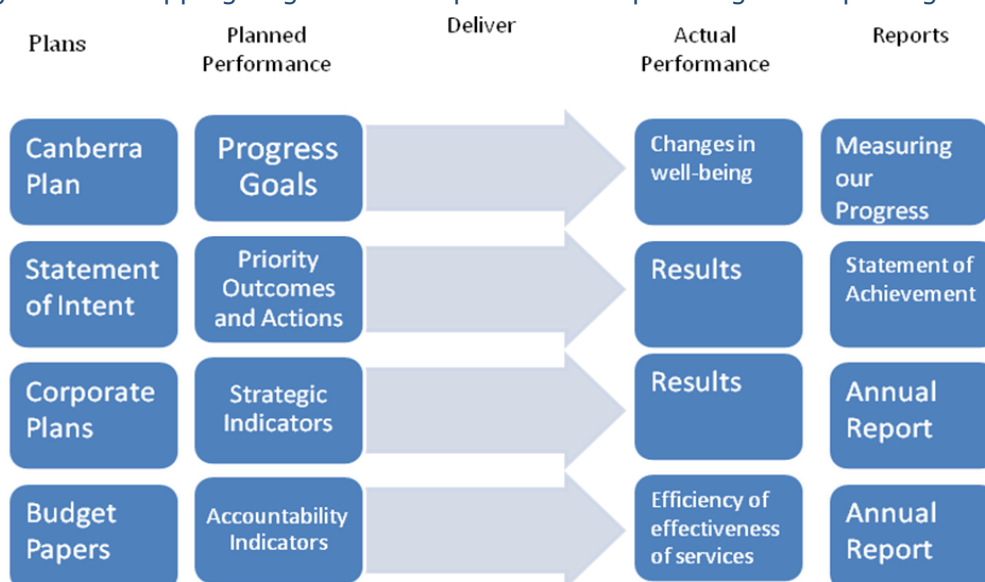 Plans
Planned
Performance
Deliver
Actual
Performance
Reports
Canberra
Plan
Progress
Goals
Changes in
well-being
Measuring
our
Progress
Statement
of Intent
Priority
Outcomes
and Actions
Results
Statement of
Achievement
Corporate
Plans
Strategic
Indicators
Results
Annual
Report
Budget
Papers
Accountability
Indicators
Efficiency of
effectiveness
of services
Annual
Report